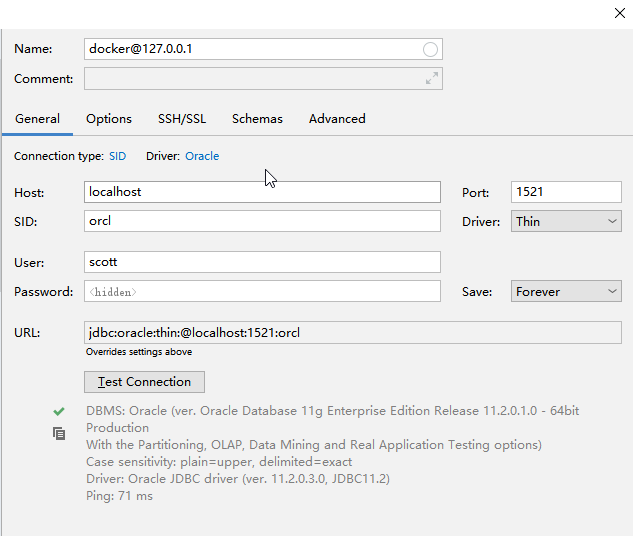 Name: docker@127.0.0.1
Comment:
General Options SSH/SSL Schemas Advanced
Connection type: SID Driver: Oracle
Host: localhost Port: 1521
SID: orcl Driver: Thin
User: scott
Password: <hidden> Save: Forever
URL: jdbc:oracle:thin:@localhost:1521:orcl
Overrides settings above
Test Connection
DBMS: Oracle (ver. Oracle Database 11g Enterprise Edition Release 11.2.0.1.0 - 64bit
Production
With the Partitioning, OLAP, Data Mining and Real Application Testing options)
Case sensitivity: plain=upper, delimited=exact
Driver: Oracle JDBC driver (ver. 11.2.0.3.0, JDBC11.2)
Ping: 71 ms